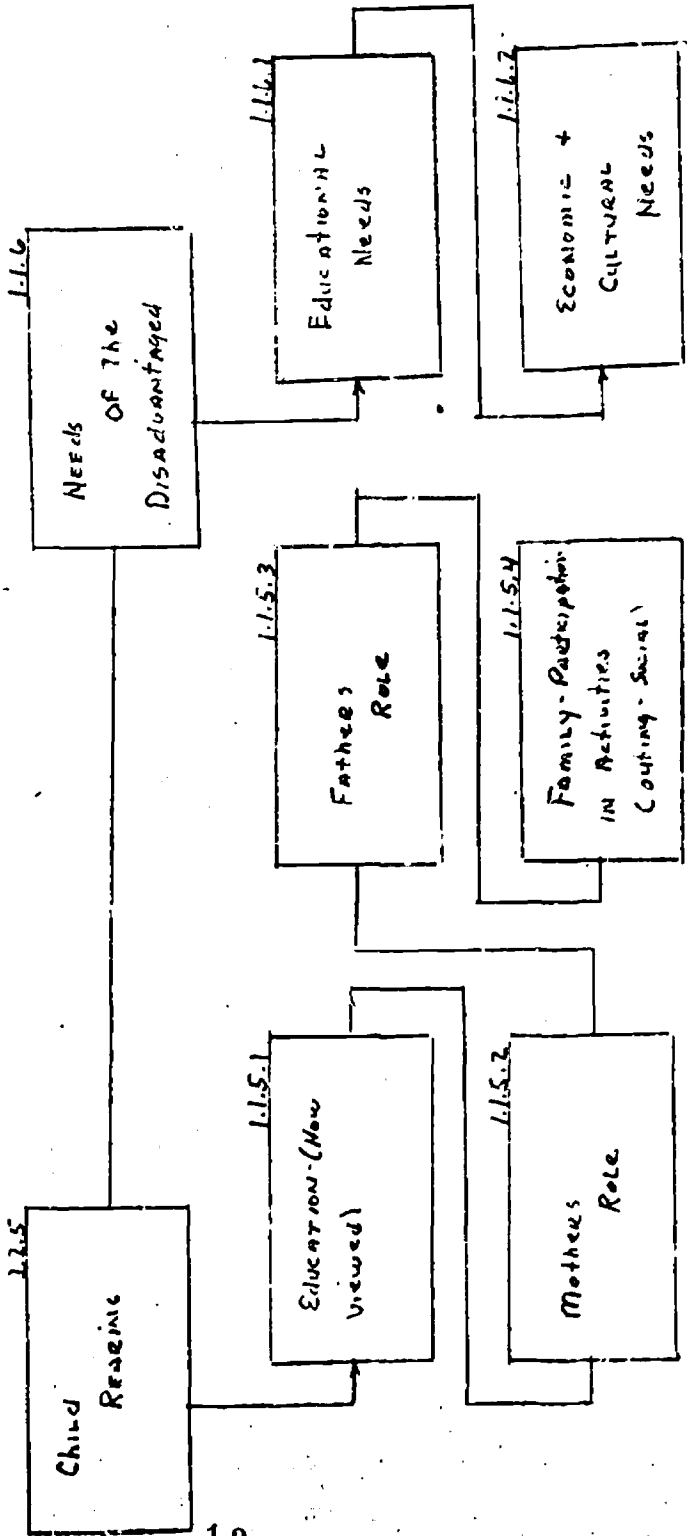 1.1.5
Child
Rearing
1.1.6
Needs
of the
Disadvantaged
1.1.5.1
Education-(How
viewed)
1.1.5.3
Fathers
Role
1.1.6.1
Educational
Needs
1.1.5.2
Mothers
Role
1.1.5.4
Family-Participation
in Activities
(outing-social)
1.1.6.2
Economic +
Cultural
Needs